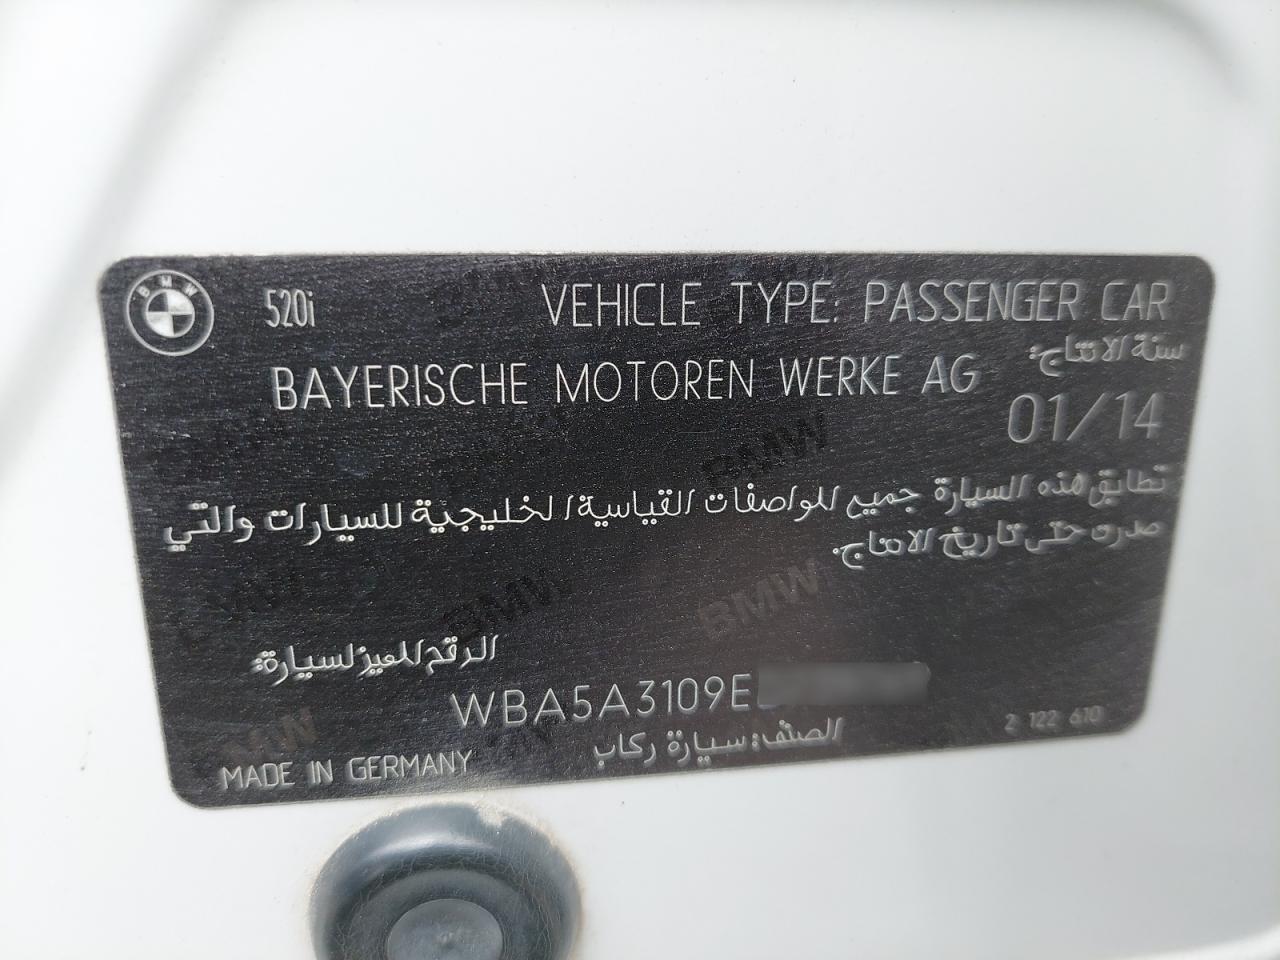 BMW 520i VEHICLE TYPE: PASSENGER CAR
سنة الانتاج:
BAYERISCHE MOTOREN WERKE AG
01/14
تطابق هذه السيارة جميع المواصفات القياسية الخليجية للسيارات والتي
صدره حتى تاريخ الانتاج.
الرقم المميز لسيارة:
WBA5A3109E
الصنف: سيارة ركاب
2 122 610
MADE IN GERMANY